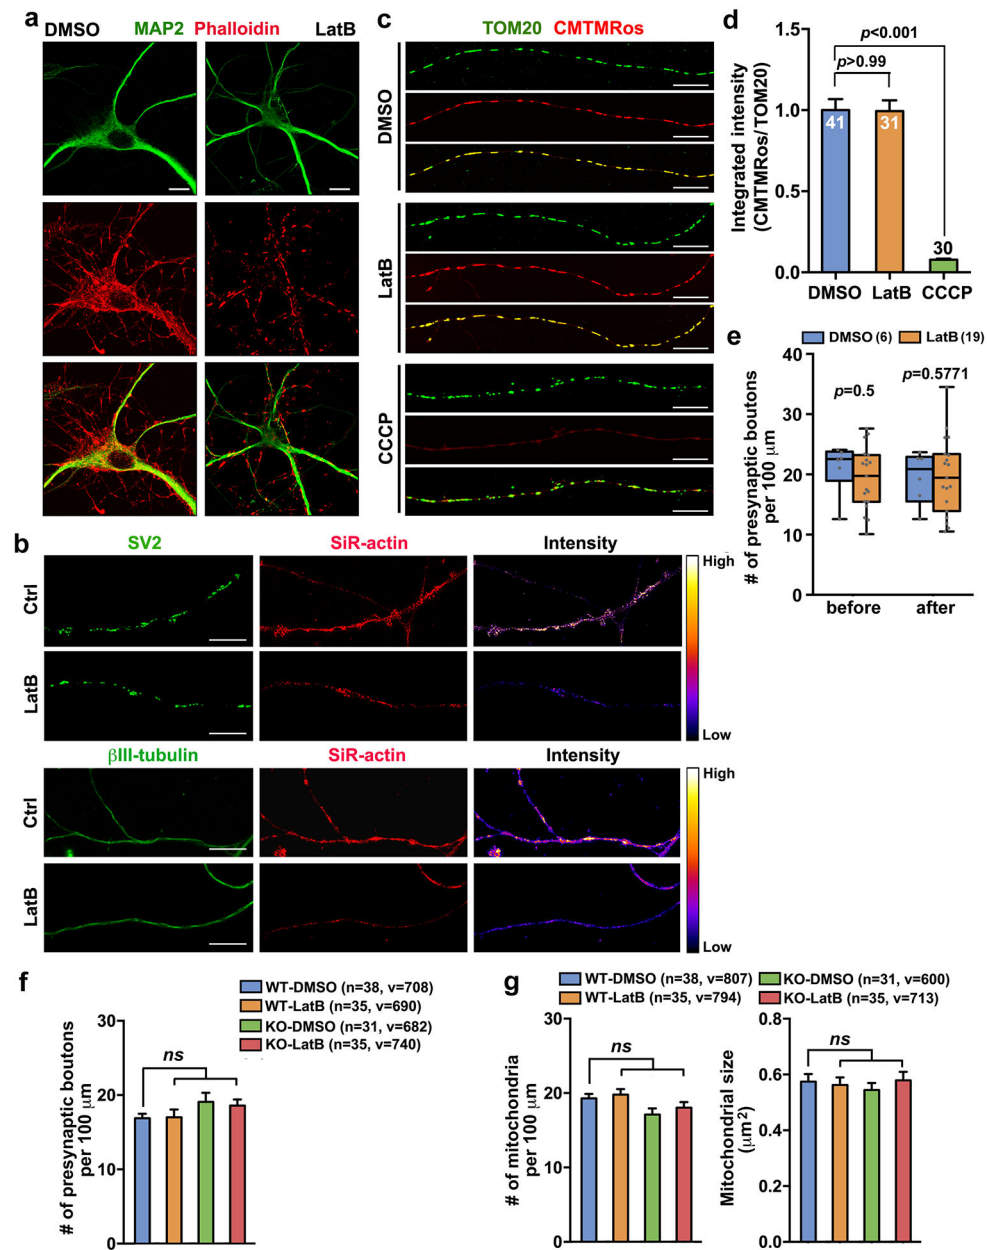 a
DMSO MAP2 Phalloidin LatB
c
TOM20 CMTMRos
DMSO
LatB
CCCP
d
Integrated intensity
(CMTMRos/TOM20)
1.5
1.0
0.5
0.0
p<0.001
p>0.99
41
31
30
DMSO LatB CCCP
e
DMSO (6) LatB (19)
# of presynaptic boutons
per 100 μm
40
30
20
10
0
p=0.5
p=0.5771
before after
b
SV2 SiR-actin Intensity
Ctrl
LatB
High
Low
βIII-tubulin SiR-actin Intensity
Ctrl
LatB
High
Low
f
WT-DMSO (n=38, v=708)
WT-LatB (n=35, v=690)
KO-DMSO (n=31, v=682)
KO-LatB (n=35, v=740)
# of presynaptic boutons
per 100 μm
30
20
10
0
ns
g
WT-DMSO (n=38, v=807) KO-DMSO (n=31, v=600)
WT-LatB (n=35, v=794) KO-LatB (n=35, v=713)
# of mitochondria
per 100 μm
30
20
10
0
ns
Mitochondrial size
(μm²)
0.8
0.6
0.4
0.2
0.0
ns